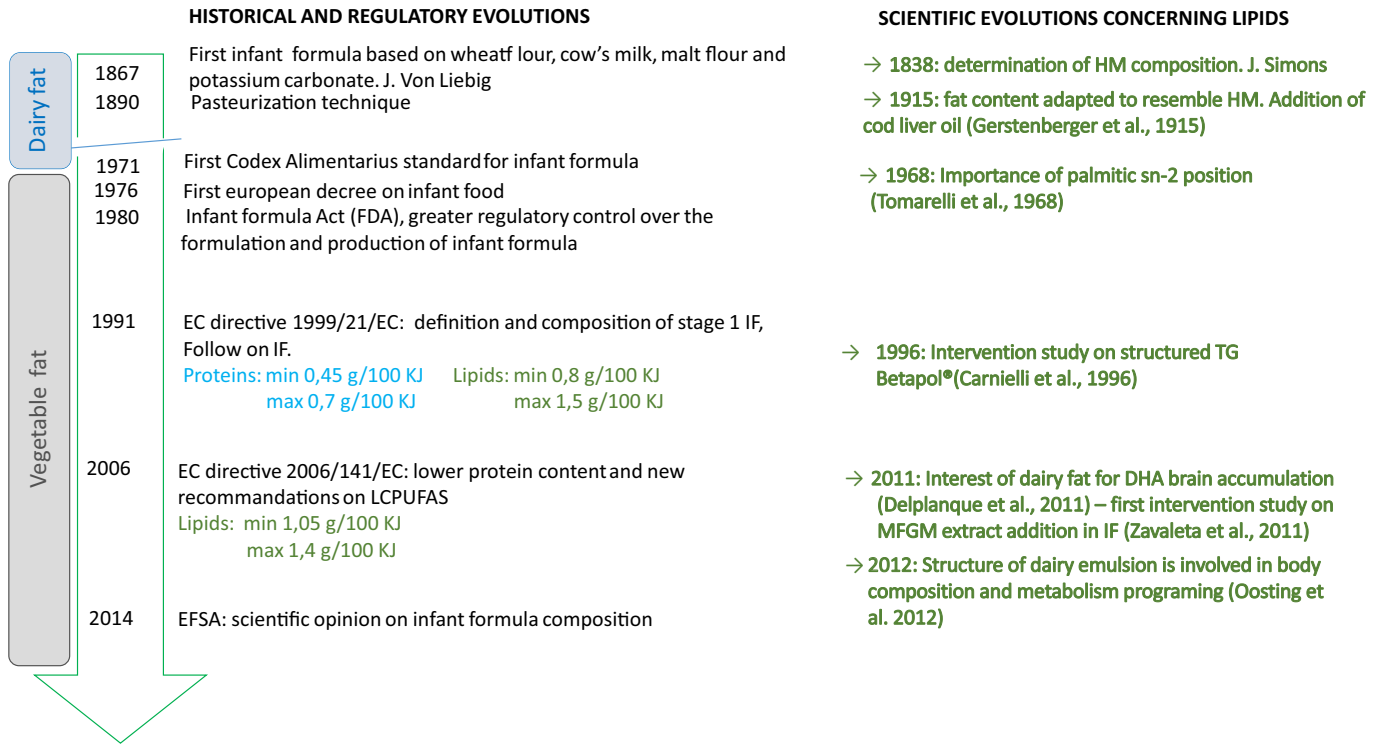 HISTORICAL AND REGULATORY EVOLUTIONS
Dairy fat
1867
First infant formula based on wheatf lour, cow's milk, malt flour and
potassium carbonate. J. Von Liebig
1890
Pasteurization technique
1971
First Codex Alimentarius standard for infant formula
Vegetable fat
1976
First european decree on infant food
1980
Infant formula Act (FDA), greater regulatory control over the
formulation and production of infant formula
1991
EC directive 1999/21/EC: definition and composition of stage 1 IF,
Follow on IF.
Proteins: min 0,45 g/100 KJ
max 0,7 g/100 KJ
Lipids: min 0,8 g/100 KJ
max 1,5 g/100 KJ
2006
EC directive 2006/141/EC: lower protein content and new
recommandations on LCPUFAS
Lipids: min 1,05 g/100 KJ
max 1,4 g/100 KJ
2014
EFSA: scientific opinion on infant formula composition
SCIENTIFIC EVOLUTIONS CONCERNING LIPIDS
→ 1838: determination of HM composition. J. Simons
→ 1915: fat content adapted to resemble HM. Addition of
cod liver oil (Gerstenberger et al., 1915)
→ 1968: Importance of palmitic sn-2 position
(Tomarelli et al., 1968)
→ 1996: Intervention study on structured TG
Betapol®(Carnielli et al., 1996)
→ 2011: Interest of dairy fat for DHA brain accumulation
(Delplanque et al., 2011) – first intervention study on
MFGM extract addition in IF (Zavaleta et al., 2011)
→ 2012: Structure of dairy emulsion is involved in body
composition and metabolism programing (Oosting et
al. 2012)